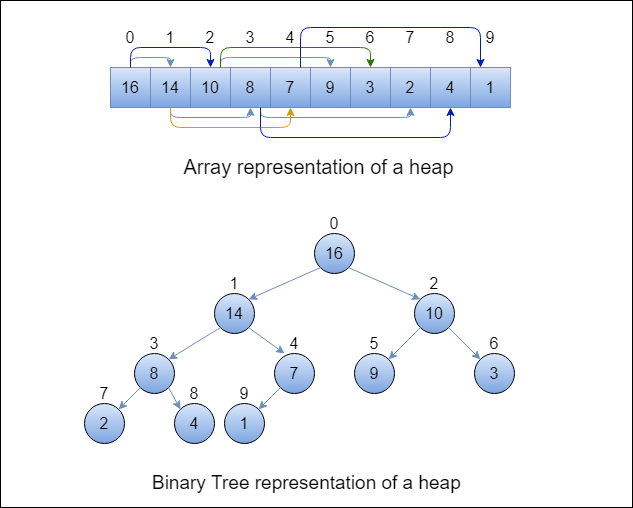 0 1 2 3 4 5 6 7 8 9
16 14 10 8 7 9 3 2 4 1
Array representation of a heap
0
16
1 2
14 10
3 4 5 6
8 7 9 3
7 8 9
2 4 1
Binary Tree representation of a heap